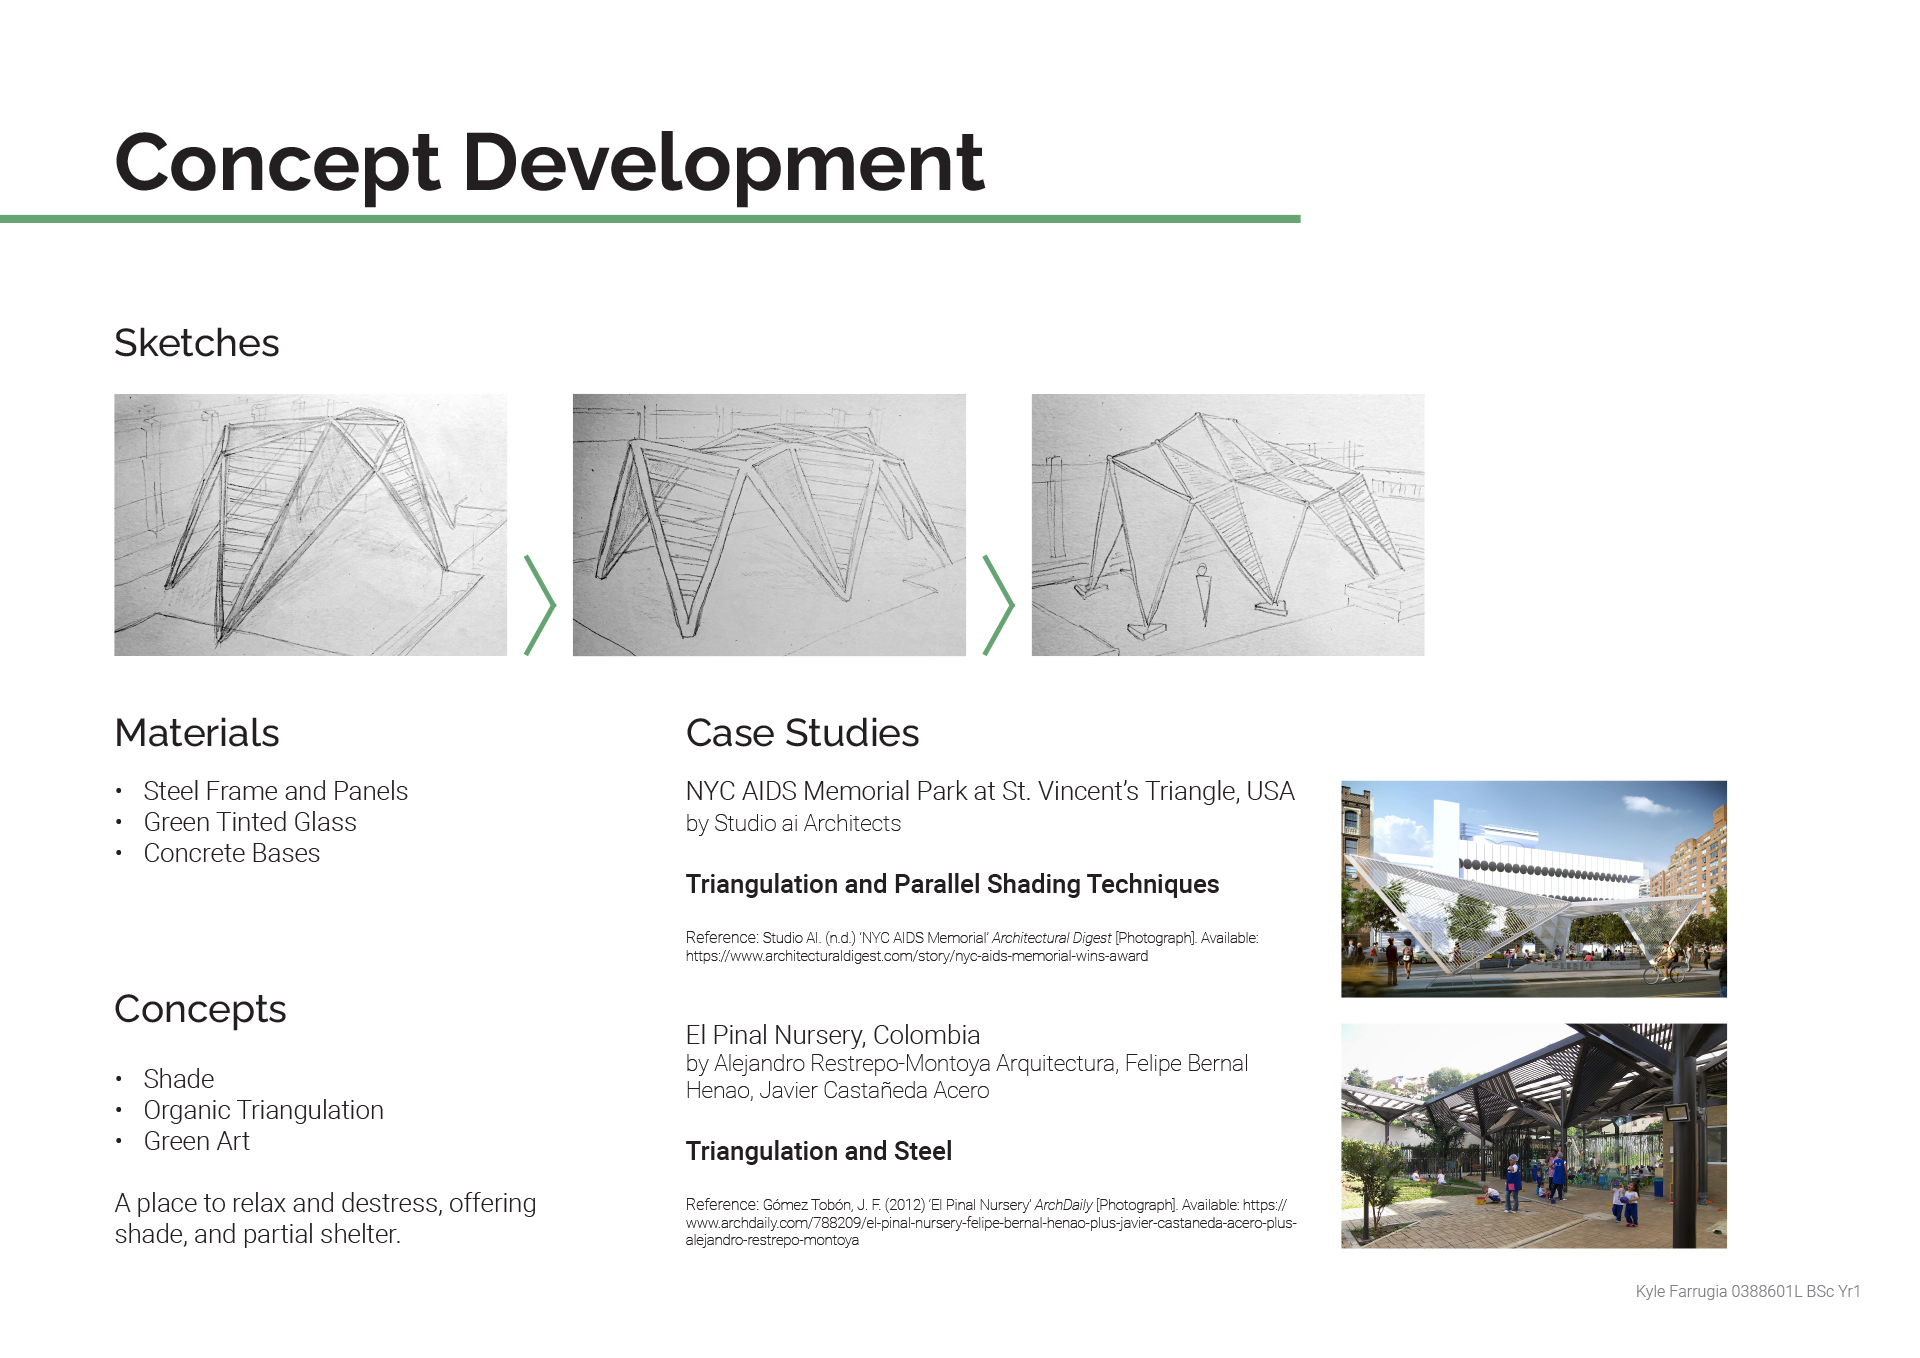 Concept Development
Sketches
Materials
• Steel Frame and Panels
• Green Tinted Glass
• Concrete Bases
Concepts
• Shade
• Organic Triangulation
• Green Art
A place to relax and destress, offering
shade, and partial shelter.
Case Studies
NYC AIDS Memorial Park at St. Vincent’s Triangle, USA
by Studio ai Architects
Triangulation and Parallel Shading Techniques
Reference: Studio AI. (n.d.) ‘NYC AIDS Memorial’ Architectural Digest [Photograph]. Available:
https://www.architecturaldigest.com/story/nyc-aids-memorial-wins-award
El Pinal Nursery, Colombia
by Alejandro Restrepo-Montoya Arquitectura, Felipe Bernal
Henao, Javier Castañeda Acero
Triangulation and Steel
Reference: Gómez Tobón, J. F. (2012) ‘El Pinal Nursery’ ArchDaily [Photograph]. Available: https://
www.archdaily.com/788209/el-pinal-nursery-felipe-bernal-henao-plus-javier-castaneda-acero-plus-
alejandro-restrepo-montoya
Kyle Farrugia 0388601L BSc Yr1